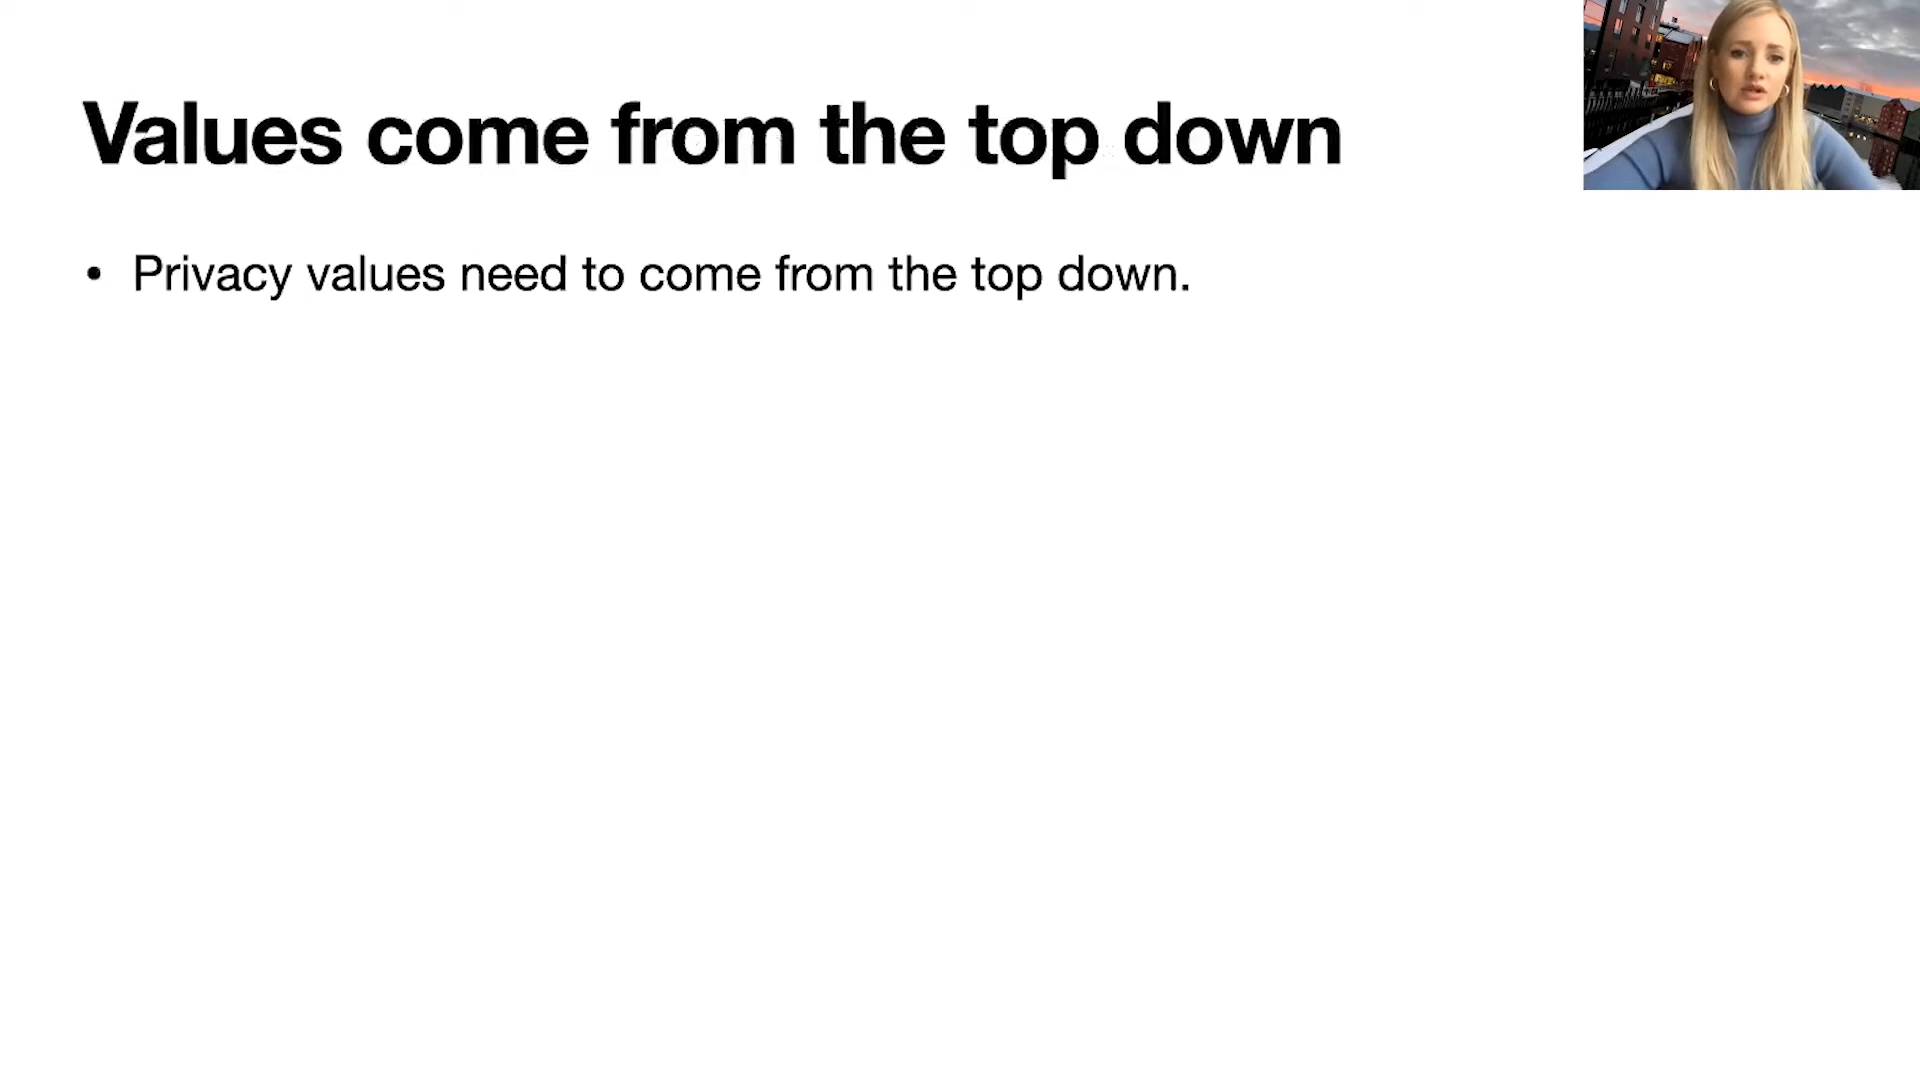 Values come from the top down
• Privacy values need to come from the top down.